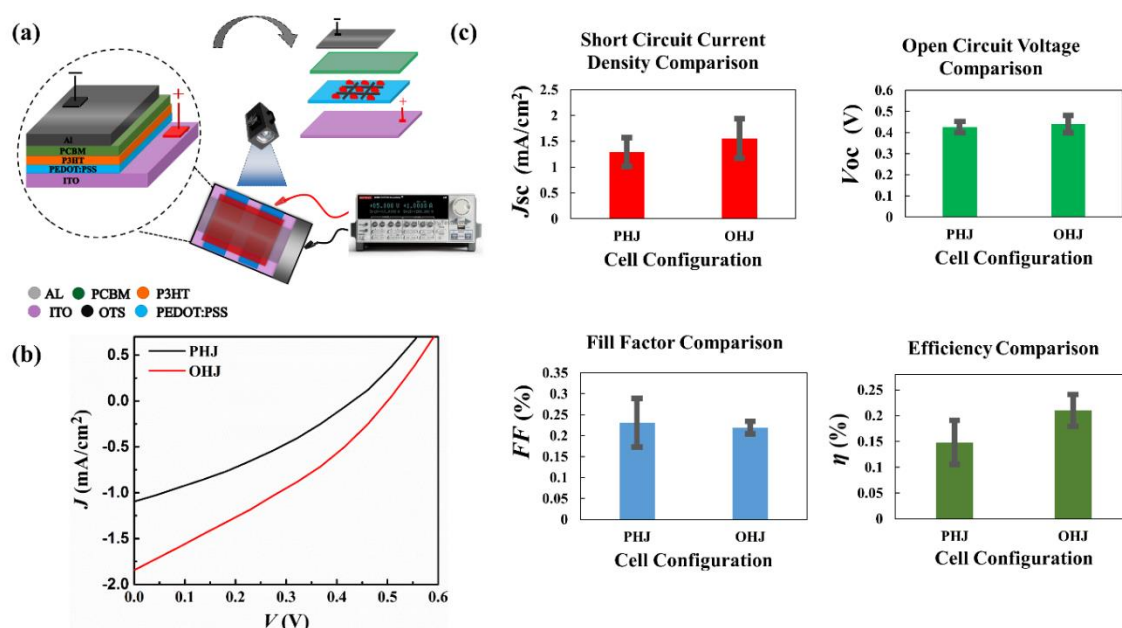 (a)
−
+
Al
PCBM
P3HT
PEDOT:PSS
ITO
−
+
AL PCBM P3HT
ITO OTS PEDOT:PSS
(b)
PHJ
OHJ
J (mA/cm²)
0.5
0.0
-0.5
-1.0
-1.5
-2.0
0.0 0.1 0.2 0.3 0.4 0.5 0.6
V (V)
(c)
Short Circuit Current
Density Comparison
Jsc (mA/cm²)
2.5
2
1.5
1
0.5
0
PHJ OHJ
Cell Configuration
Open Circuit Voltage
Comparison
Voc (V)
0.6
0.4
0.2
0
PHJ OHJ
Cell Configuration
Fill Factor Comparison
FF (%)
0.35
0.3
0.25
0.2
0.15
0.1
0.05
0
PHJ OHJ
Cell Configuration
Efficiency Comparison
η (%)
0.25
0.2
0.15
0.1
0.05
0
PHJ OHJ
Cell Configuration